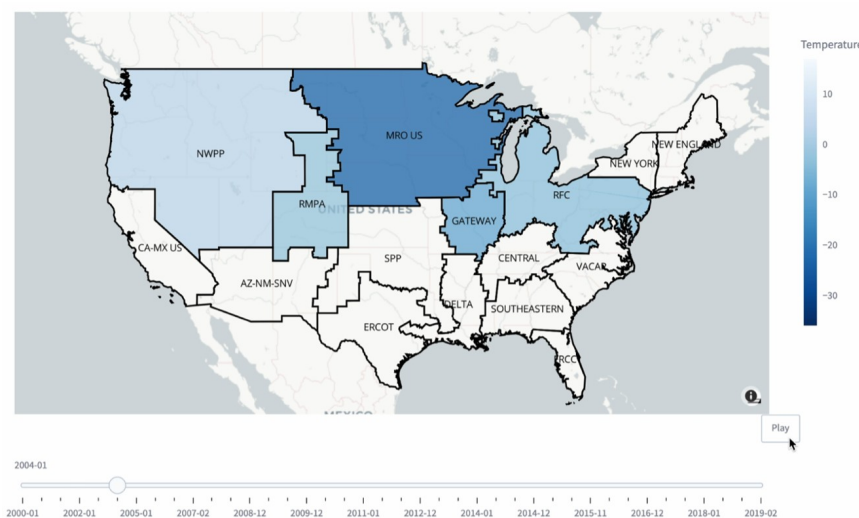 Temperature
10
0
−10
−20
−30
NWPP
MRO US
NEW ENGLAND
NEW YORK
RMPA
UNITED STATES
RFC
GATEWAY
CA-MX US
SPP
CENTRAL
VACAR
AZ-NM-SNV
DELTA
SOUTHEASTERN
ERCOT
FRCC
MEXICO
Play
2004-01
2000-01
2002-01
2005-01
2007-02
2008-12
2009-12
2011-01
2012-12
2014-01
2014-12
2015-11
2016-12
2018-01
2019-02